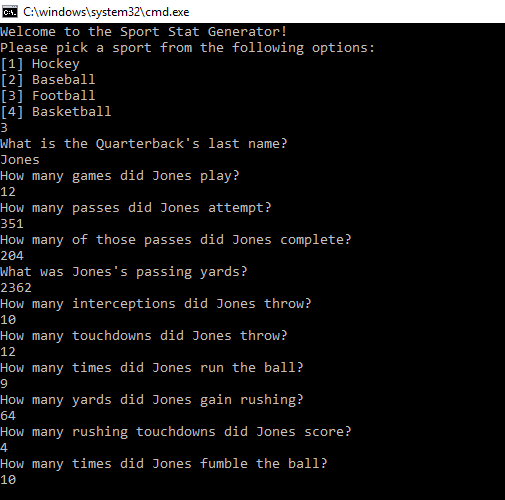 C:\windows\system32\cmd.exe
Welcome to the Sport Stat Generator!
Please pick a sport from the following options:
[1] Hockey
[2] Baseball
[3] Football
[4] Basketball
3
What is the Quarterback's last name?
Jones
How many games did Jones play?
12
How many passes did Jones attempt?
351
How many of those passes did Jones complete?
204
What was Jones's passing yards?
2362
How many interceptions did Jones throw?
10
How many touchdowns did Jones throw?
12
How many times did Jones run the ball?
9
How many yards did Jones gain rushing?
64
How many rushing touchdowns did Jones score?
4
How many times did Jones fumble the ball?
10